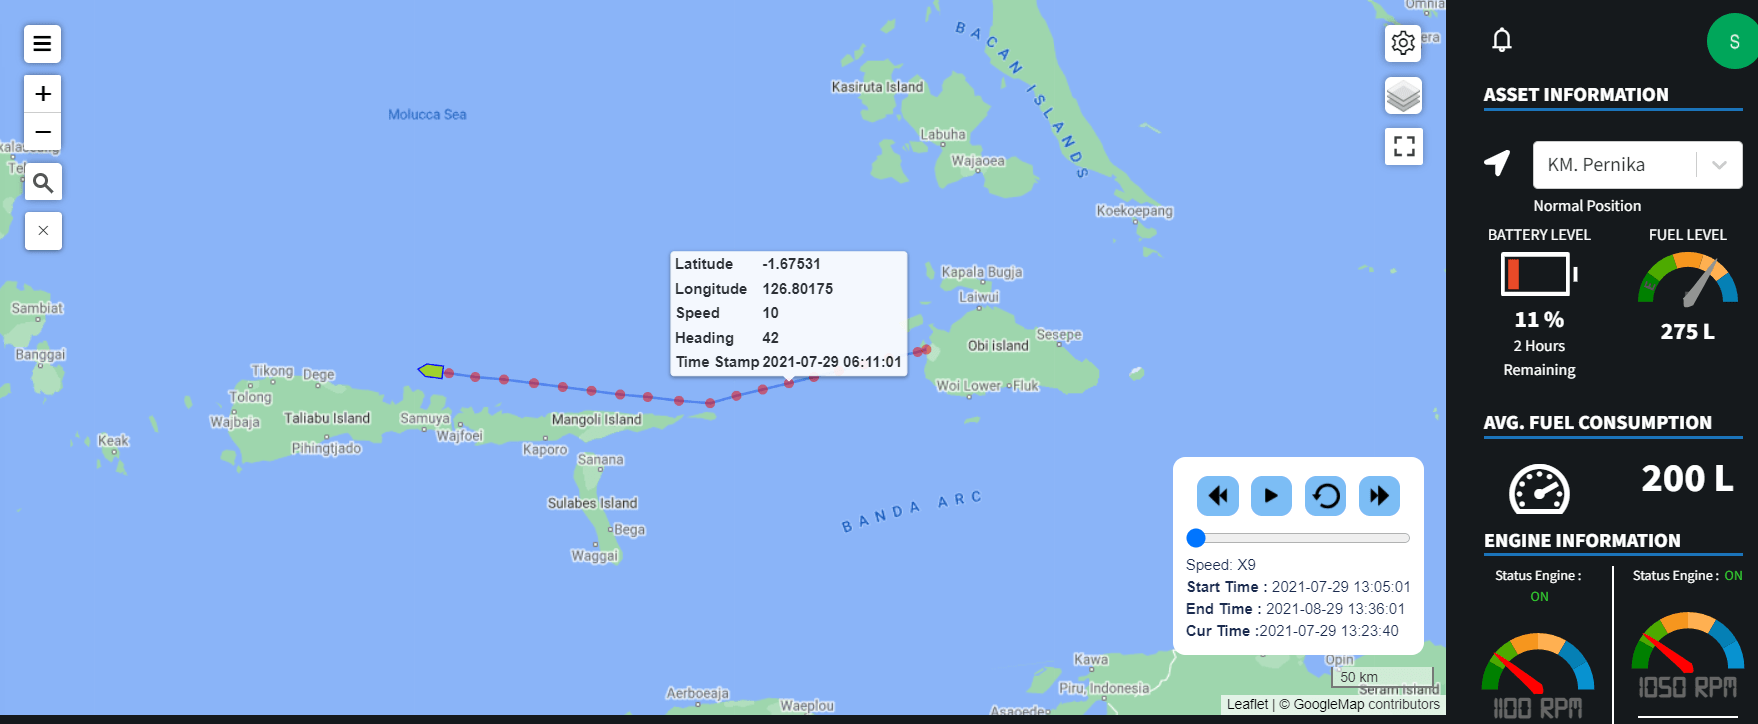 Omnia
era
BACAN ISLANDS
Kasiruta Island
Molucca Sea
Labuha
Wajaoea
Koekoepang
Kapala Bugja
Laiwui
Sesepe
Obi island
Woi Lower
Fluk
Latitude -1.67531
Longitude 126.80175
Speed 10
Heading 42
Time Stamp 2021-07-29 06:11:01
Sambiat
Banggai
Tikong
Dege
Tolong
Wajbaja
Taliabu Island
Samuya
Wajfoei
Mangoli Island
Pihingtjado
Kaporo
Keak
Sanana
Sulabes Island
Bega
Waggai
BANDA ARC
Speed: X9
Start Time : 2021-07-29 13:05:01
End Time : 2021-08-29 13:36:01
Cur Time :2021-07-29 13:23:40
Kawa
Opin
Piru, Indonesia
50 km
Seram Island
Aerboeaja
Waeplou
Asaoede
Leaflet | © GoogleMap contributors
S
ASSET INFORMATION
KM. Pernika
Normal Position
BATTERY LEVEL
FUEL LEVEL
11 %
275 L
2 Hours
Remaining
AVG. FUEL CONSUMPTION
200 L
ENGINE INFORMATION
Status Engine :
ON
Status Engine : ON
1100 RPM
1050 RPM